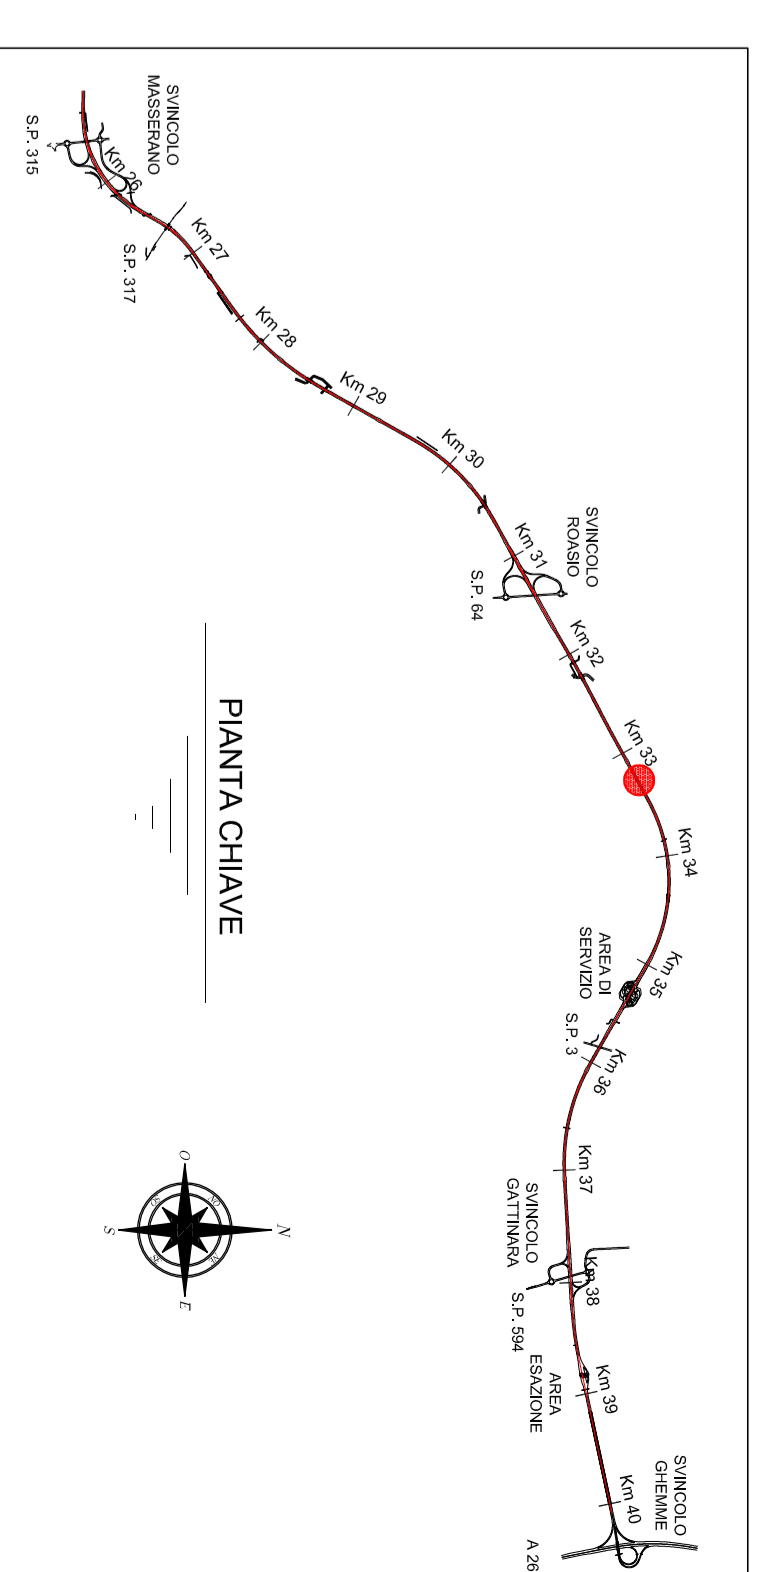 SVINCOLO
MASSERANO
S.P. 315
Km 26
S.P. 317
Km 27
Km 28
Km 29
Km 30
Km 31
SVINCOLO
ROASIO
S.P. 64
Km 32
Km 33
Km 34
Km 35
AREA DI
SERVIZIO
S.P. 3
Km 36
Km 37
SVINCOLO
GATTINARA
Km 38
S.P. 594
AREA
ESAZIONE
Km 39
Km 40
SVINCOLO
GHEMME
A 26
PIANTA CHIAVE
N
O
E
S
NO
SO